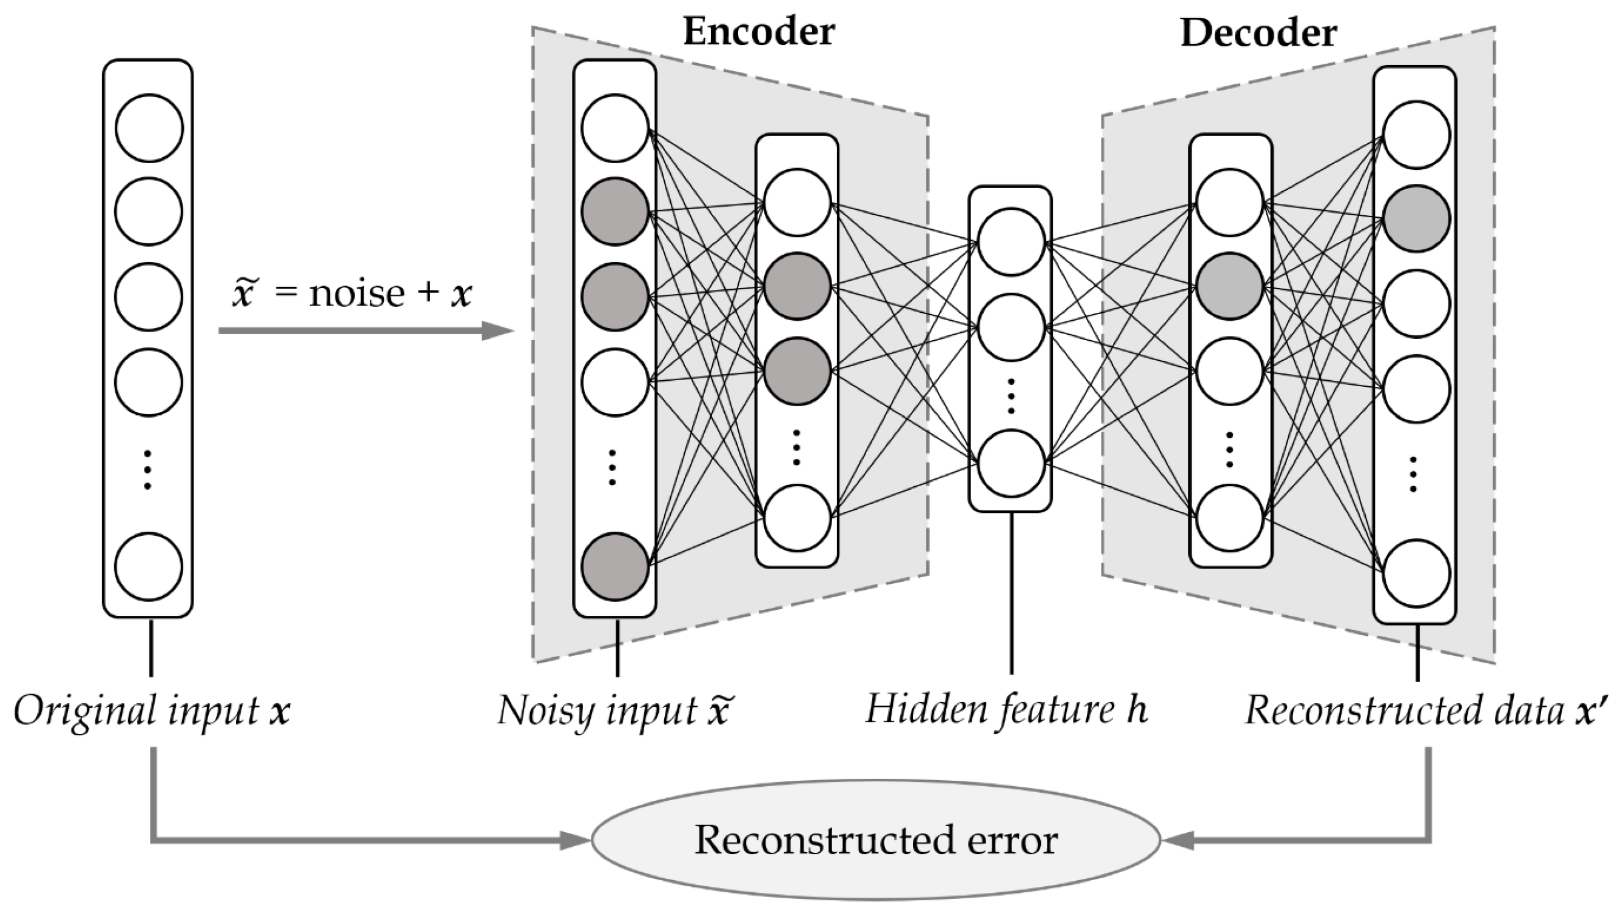 Encoder
Decoder
x̃ = noise + x
Original input x
Noisy input x̃
Hidden feature h
Reconstructed data x′
Reconstructed error